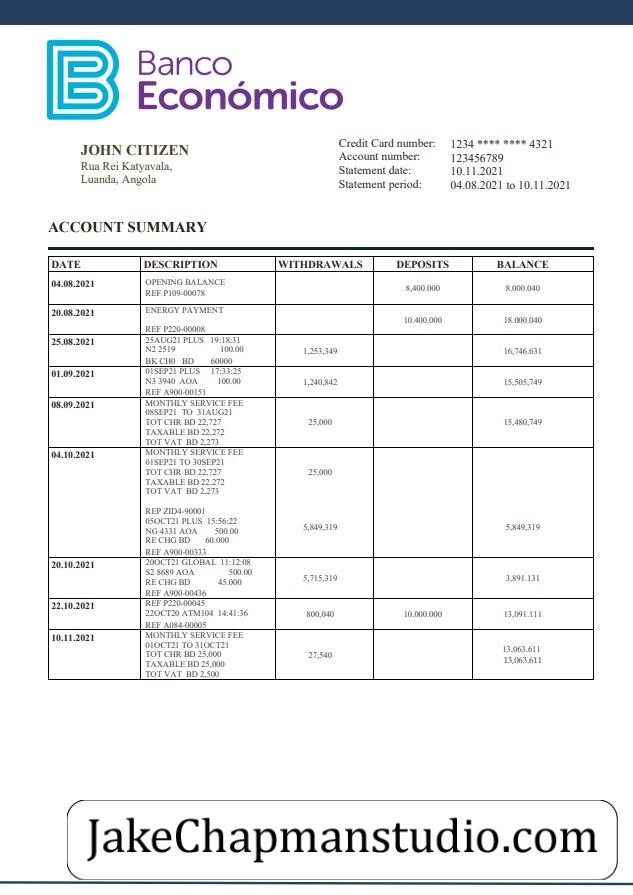 Banco
Económico
JOHN CITIZEN
Rua Rei Katyavala,
Luanda, Angola
Credit Card number: 1234 **** **** 4321
Account number: 123456789
Statement date: 10.11.2021
Statement period: 04.08.2021 to 10.11.2021
ACCOUNT SUMMARY
DATE DESCRIPTION WITHDRAWALS DEPOSITS BALANCE
04.08.2021 OPENING BALANCE
REF P109-00078 8,400.000 8.000.040
20.08.2021 ENERGY PAYMENT
10.400.000 18.000.040
REF P220-00008
25.08.2021 25AUG21 PLUS 19:18:31
N2 2519 100.00 1,253,349 16,746.631
BK CH0 BD 60000
01.09.2021 01SEP21 PLUS 17:33:25
N3 3940 AOA 100.00 1,240,842 15,505,749
REF A900-00151
08.09.2021 MONTHLY SERVICE FEE
08SEP21 TO 31AUG21
TOT CHR BD 22,727 25,000 15,480,749
TAXABLE BD 22,272
TOT VAT BD 2,273
04.10.2021 MONTHLY SERVICE FEE
01SEP21 TO 30SEP21
TOT CHR BD 22,727 25,000
TAXABLE BD 22,272
TOT VAT BD 2,273
REP ZID4-90001
05OCT21 PLUS 15:56:22
NG 4331 AOA 500.00 5,849,319 5,849,319
RE CHG BD 60.000
REF A900-00333
20.10.2021 20OCT21 GLOBAL 11:12:08
S2 8689 AOA 500.00 5,715,319 3,891.131
RE CHG BD 45.000
REF A900-00436
22.10.2021 REF P220-00045
22OCT20 ATM104 14:41:36 800,040 10.000.000 13,091.111
REF A084-00005
10.11.2021 MONTHLY SERVICE FEE
01OCT21 TO 31OCT21 13,063.611
TOT CHR BD 25,000 27,540 13,063.611
TAXABLE BD 25,000
TOT VAT BD 2,500
JakeChapmanstudio.com